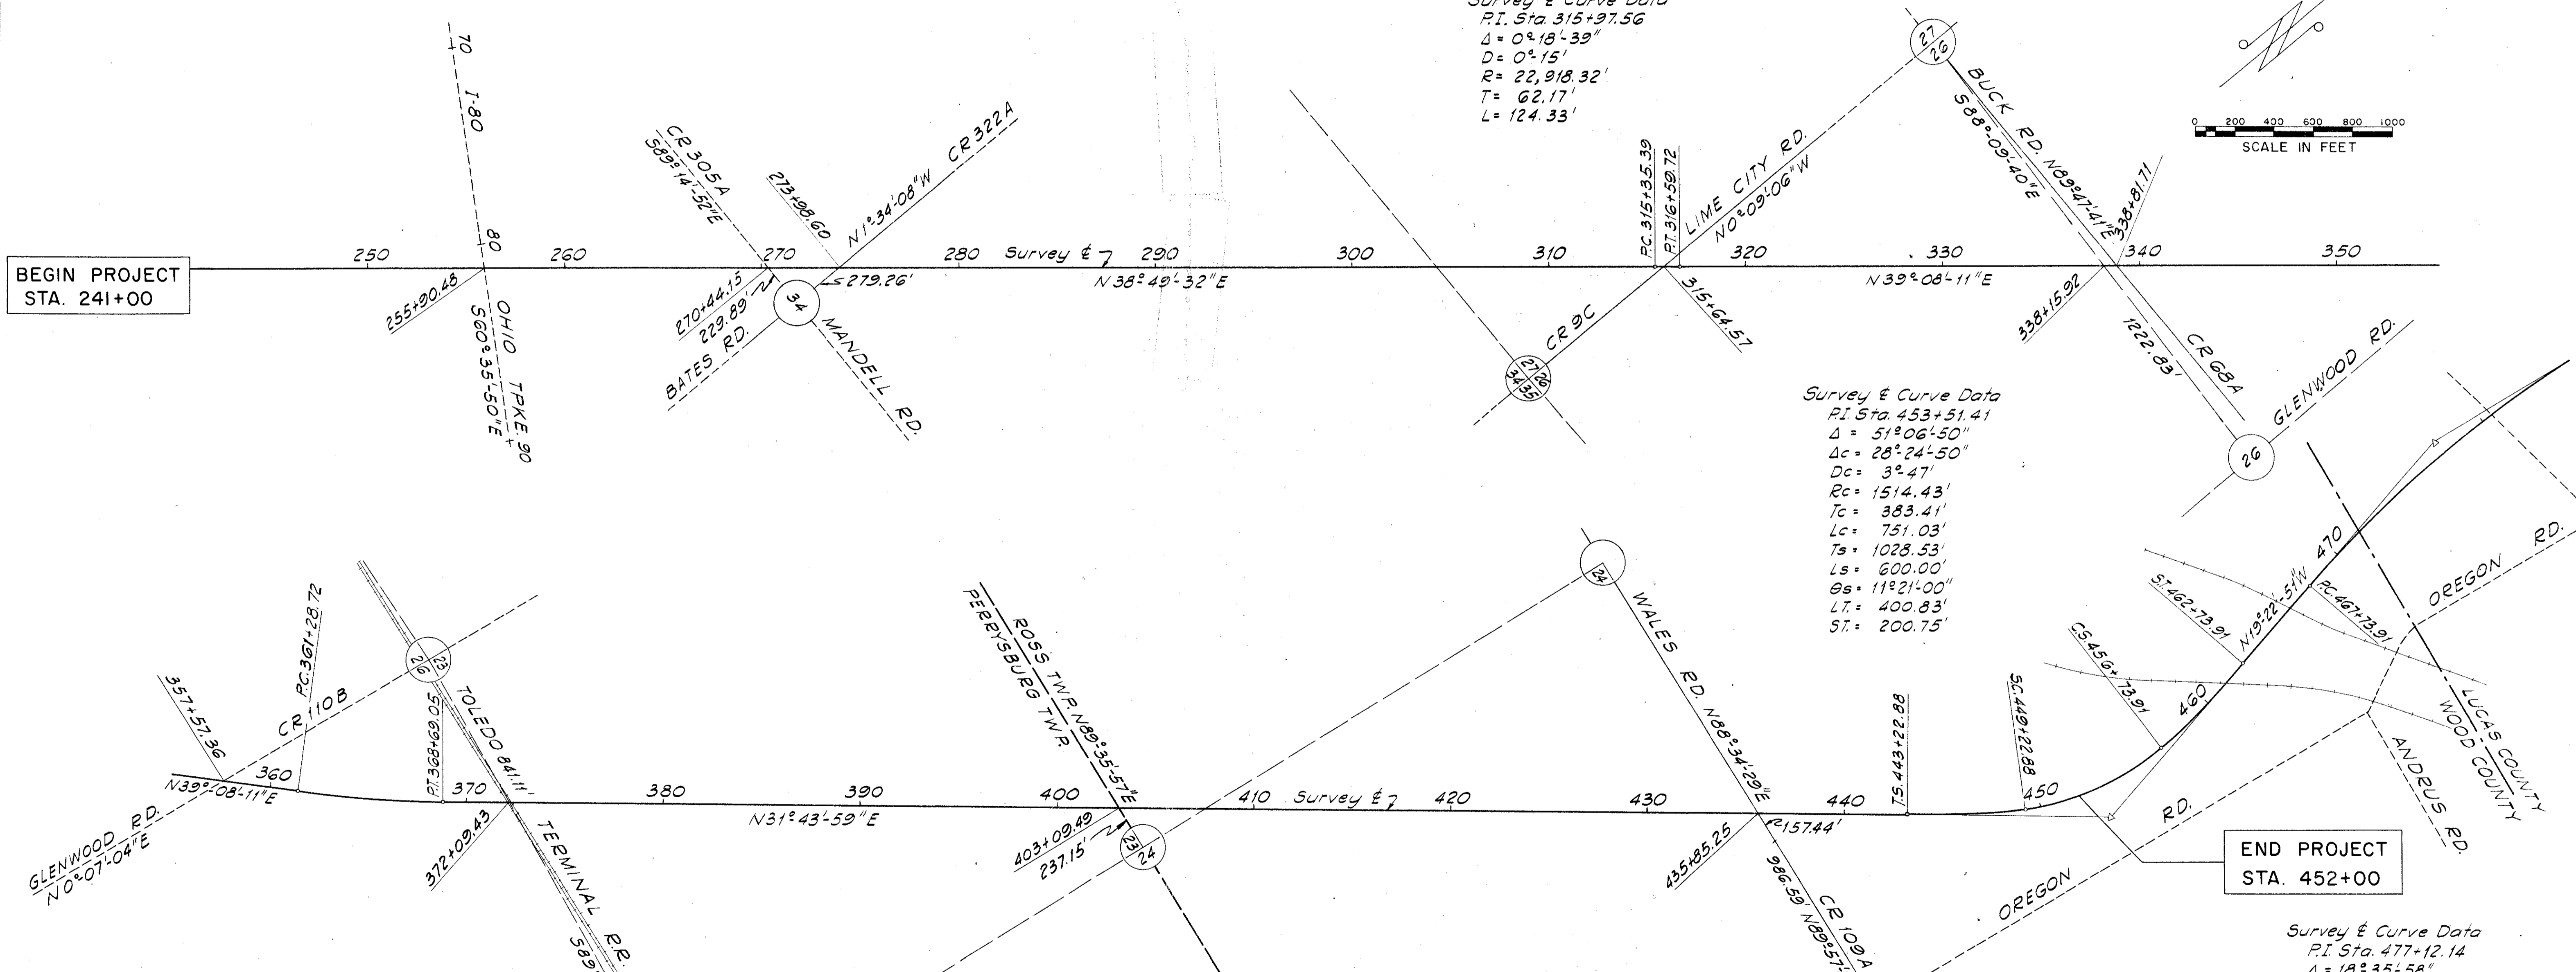 Survey ₵ Curve Data
P.I. Sta. 315+97.56
Δ = 0°-18'-39"
D = 0°-15'
R = 22,918.32'
T = 62.17'
L = 124.33'
0 200 400 600 800 1000
SCALE IN FEET
BEGIN PROJECT
STA. 241+00
70
I-80
80
OHIO TPKE. 90
S60°-35'-50"E
255+90.48
250 260 270 280 Survey ₵ 290 300 310 320 330 340 350
N38°-49'-32"E
N39°-08'-11"E
CR 305A
S89°-14'-52"E
270+44.15
229.89'
273+98.60
N1°-34'-08"W CR 322A
279.26'
34
BATES RD.
MANDELL RD.
P.C. 315+35.39
P.T. 316+59.72
LIME CITY RD.
N0°-09'-06"W
315+64.57
CR 9C
27 26
34 35
27
26
BUCK RD. N89°-47'-41"E
S88°-09'-40"E
338+81.71
338+15.92
1222.83'
CR 68A
GLENWOOD RD.
26
Survey ₵ Curve Data
P.I. Sta. 453+51.41
Δ = 51°06'-50"
Δc = 28°-24'-50"
Dc = 3°-47'
Rc = 1514.43'
Tc = 383.41'
Lc = 751.03'
Ts = 1028.53'
Ls = 600.00'
Θs = 11°21'-00"
LT. = 400.83'
ST. = 200.75'
357+57.36
CR 110B
P.C. 361+28.72
23
26
P.T. 368+69.05
TOLEDO 841.11'
TERMINAL R.R.
S89°
372+09.43
GLENWOOD RD.
N0°-07'-04"E
N39°-08'-11"E
360 370 380 390 400 410 Survey ₵ 420 430 440 450 460 470
N31°43'-59"E
ROSS TWP. N89°-35'-57"E
PERRYSBURG TWP.
403+09.49
237.15'
23 24
24
WALES RD. N88°-34'-29"E
435+85.25
157.44'
986.59' N89°-57'-
CR 109A
T.S. 443+22.88
SC. 449+22.88
CS. 456+73.91
ST. 462+73.91
N19°-22'-51"W
P.C. 467+73.91
OREGON RD.
OREGON RD.
ANDRUS RD.
LUCAS COUNTY
WOOD COUNTY
END PROJECT
STA. 452+00
Survey ₵ Curve Data
P.I. Sta. 477+12.14
Δ = 18°35'-58"